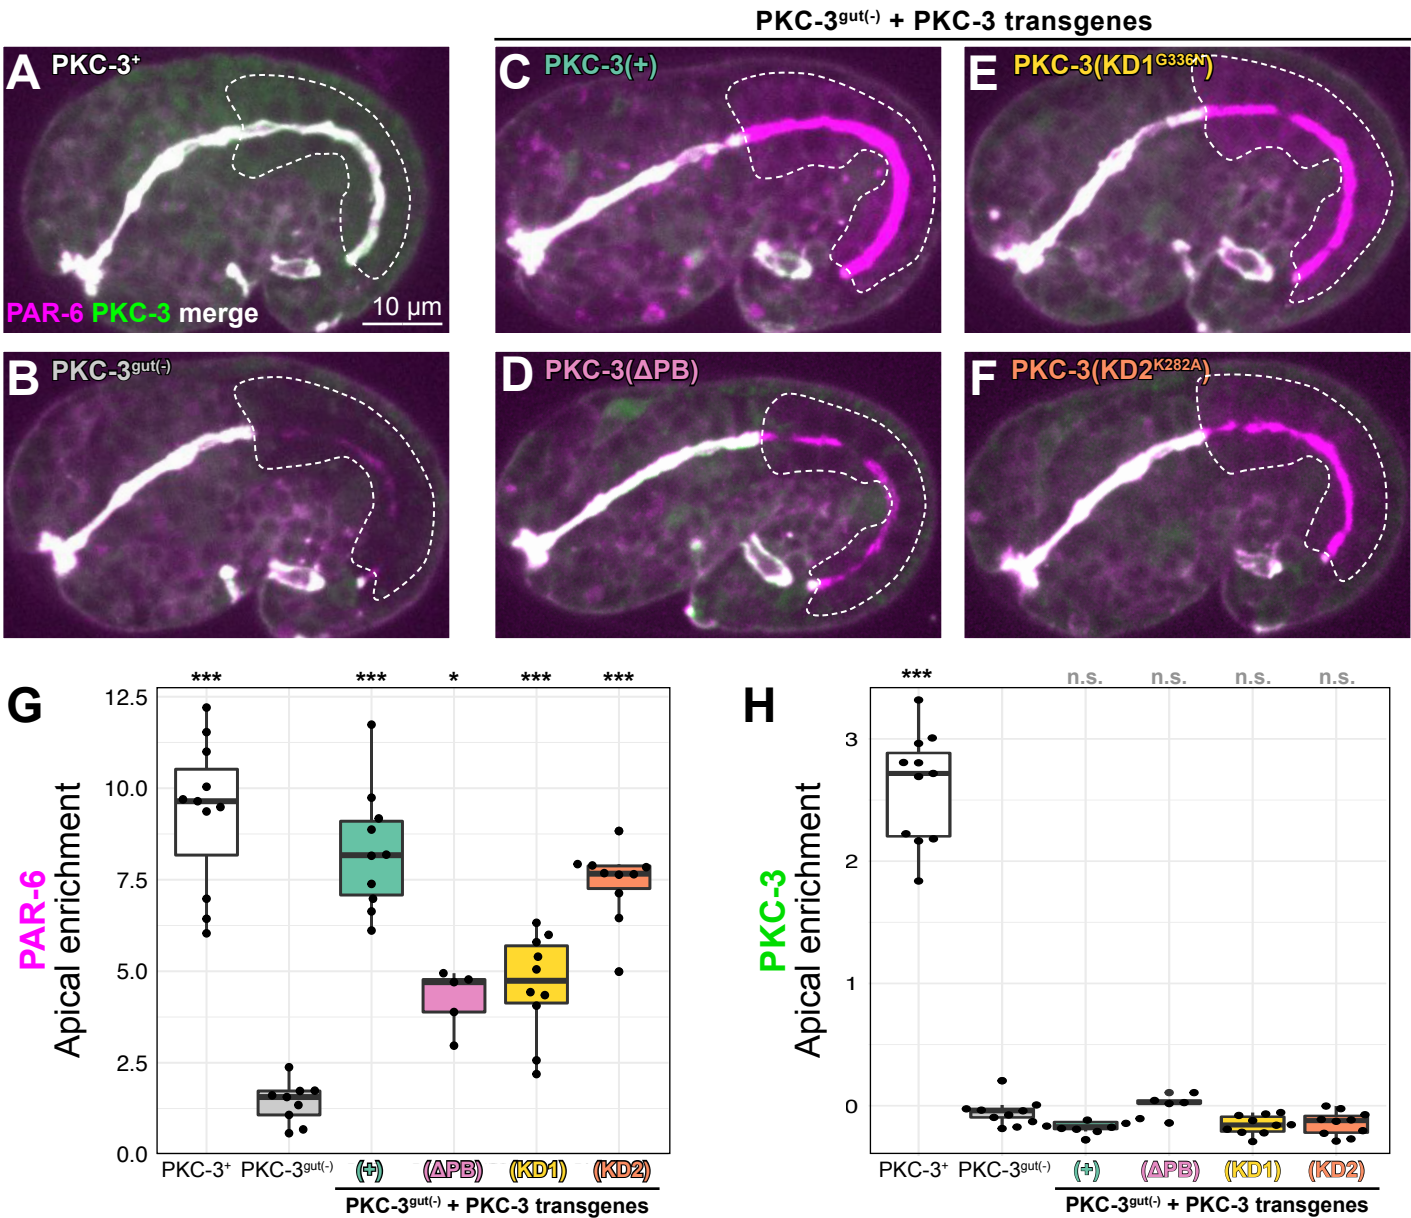 PKC-3gut(-) + PKC-3 transgenes
A PKC-3+
C PKC-3(+)
E PKC-3(KD1G336N)
PAR-6 PKC-3 merge
10 µm
B PKC-3gut(-)
D PKC-3(ΔPB)
F PKC-3(KD2K282A)
G
*** *** * *** ***
12.5
10.0
7.5
5.0
2.5
0.0
PAR-6
Apical enrichment
PKC-3+ PKC-3gut(-) (+) (ΔPB) (KD1) (KD2)
PKC-3gut(-) + PKC-3 transgenes
H
*** n.s. n.s. n.s. n.s.
3
2
1
0
PKC-3
Apical enrichment
PKC-3+ PKC-3gut(-) (+) (ΔPB) (KD1) (KD2)
PKC-3gut(-) + PKC-3 transgenes